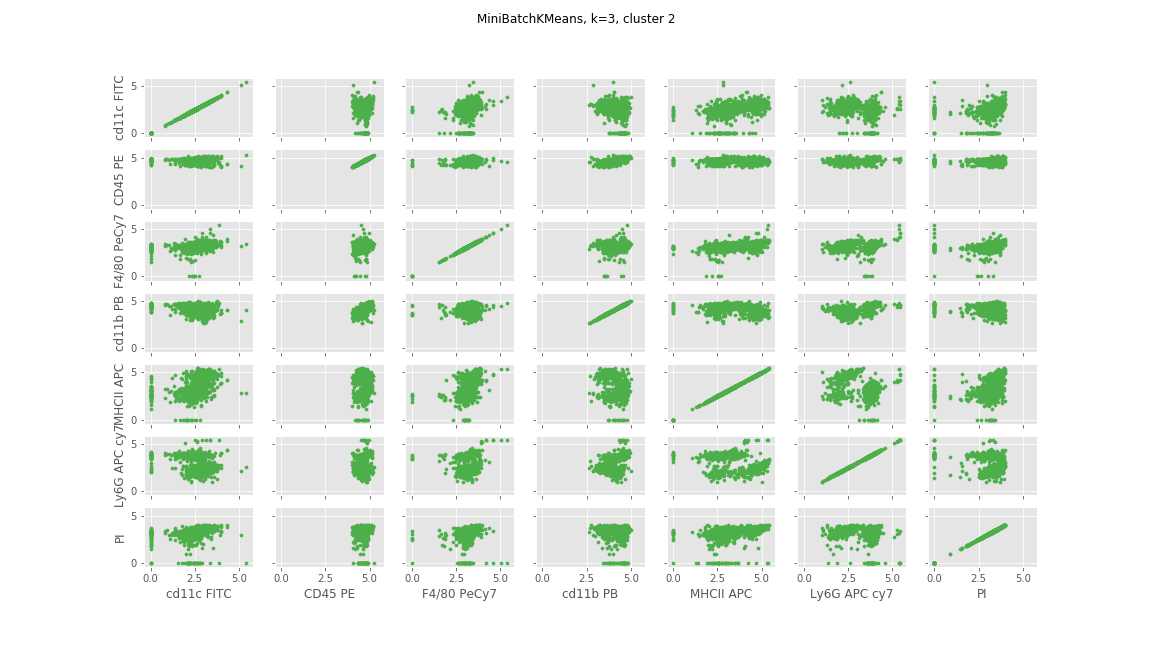 MiniBatchKMeans, k=3, cluster 2
cd11c FITC
5
0
CD45 PE
5
0
F4/80 PeCy7
5
0
cd11b PB
5
0
MHCII APC
5
0
Ly6G APC cy7
5
0
PI
5
0
0.0 2.5 5.0 0.0 2.5 5.0 0.0 2.5 5.0 0.0 2.5 5.0 0.0 2.5 5.0 0.0 2.5 5.0 0.0 2.5 5.0
cd11c FITC CD45 PE F4/80 PeCy7 cd11b PB MHCII APC Ly6G APC cy7 PI